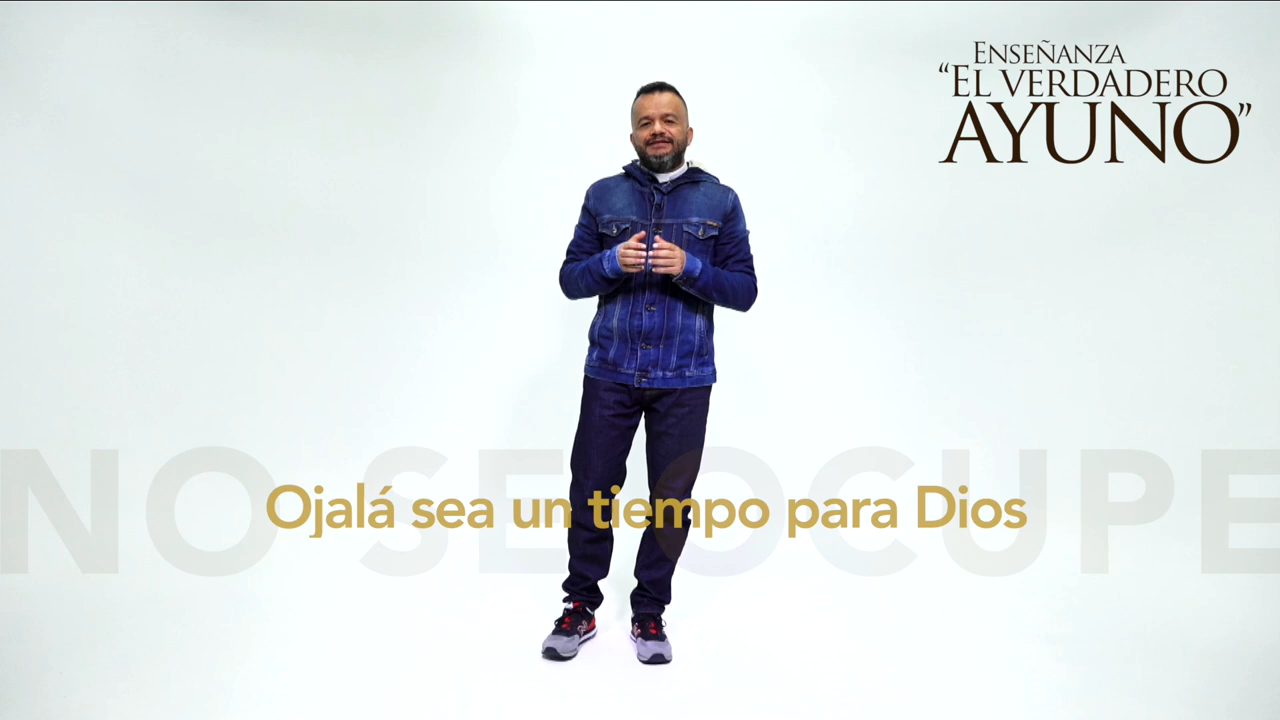 ENSEÑANZA
“EL VERDADERO
AYUNO”
NO SE OCUPE
Ojalá sea un tiempo para Dios